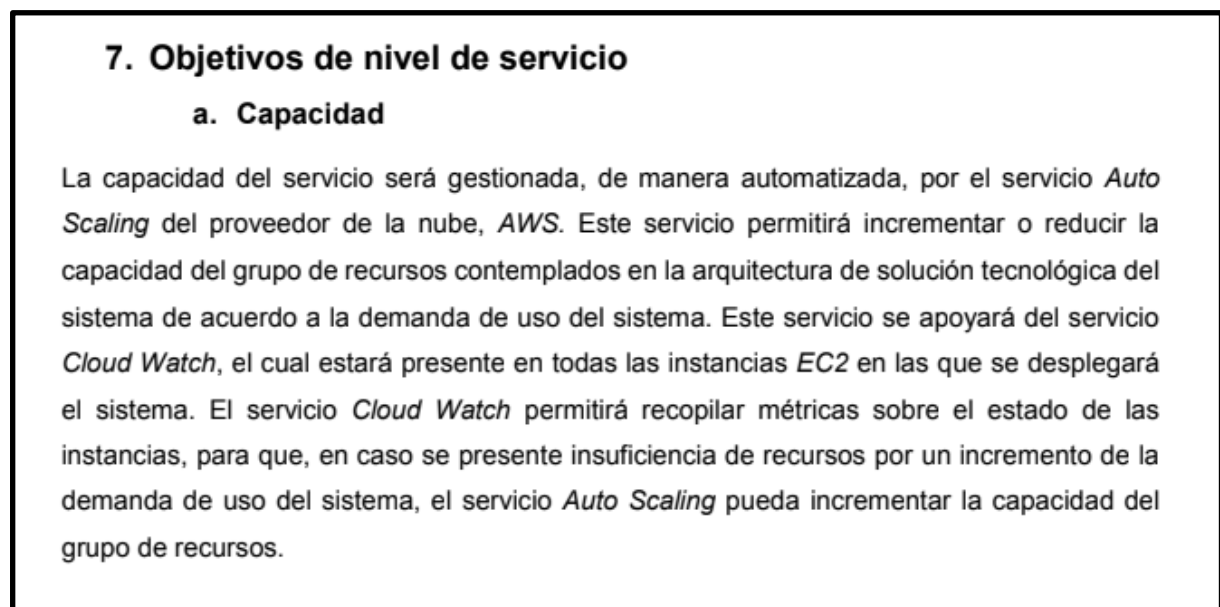 7. Objetivos de nivel de servicio
a. Capacidad
La capacidad del servicio será gestionada, de manera automatizada, por el servicio Auto
Scaling del proveedor de la nube, AWS. Este servicio permitirá incrementar o reducir la
capacidad del grupo de recursos contemplados en la arquitectura de solución tecnológica del
sistema de acuerdo a la demanda de uso del sistema. Este servicio se apoyará del servicio
Cloud Watch, el cual estará presente en todas las instancias EC2 en las que se desplegará
el sistema. El servicio Cloud Watch permitirá recopilar métricas sobre el estado de las
instancias, para que, en caso se presente insuficiencia de recursos por un incremento de la
demanda de uso del sistema, el servicio Auto Scaling pueda incrementar la capacidad del
grupo de recursos.